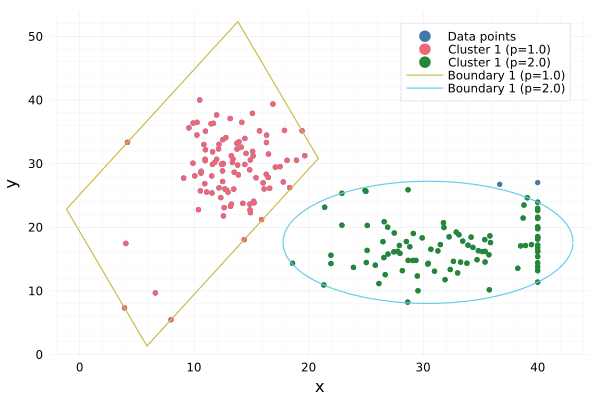 50
40
30
20
10
0
y
0
10
20
30
40
x
Data points
Cluster 1 (p=1.0)
Cluster 1 (p=2.0)
Boundary 1 (p=1.0)
Boundary 1 (p=2.0)